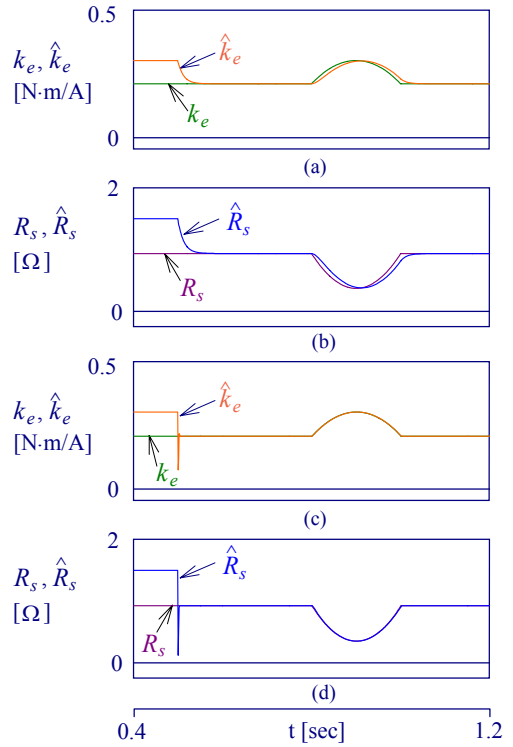 0.5
k_e, k̂_e
[N·m/A]
k̂_e
k_e
0
(a)
2
R_s, R̂_s
[Ω]
R̂_s
R_s
0
(b)
0.5
k_e, k̂_e
[N·m/A]
k̂_e
k_e
0
(c)
2
R_s, R̂_s
[Ω]
R̂_s
R_s
0
(d)
0.4 t [sec] 1.2